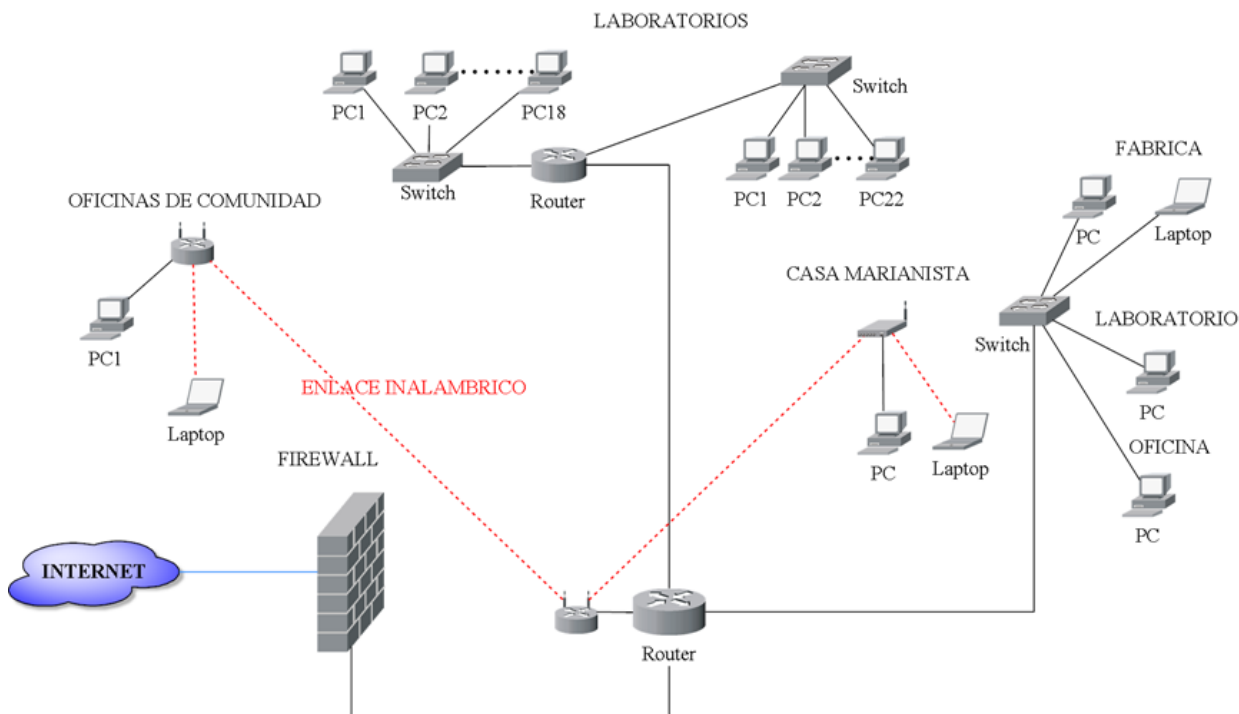 LABORATORIOS
PC1
PC2
PC18
Switch
Router
Switch
PC1
PC2
PC22
FABRICA
PC
Laptop
Switch
LABORATORIO
PC
OFICINA
PC
OFICINAS DE COMUNIDAD
PC1
Laptop
ENLACE INALAMBRICO
CASA MARIANISTA
PC
Laptop
FIREWALL
INTERNET
Router